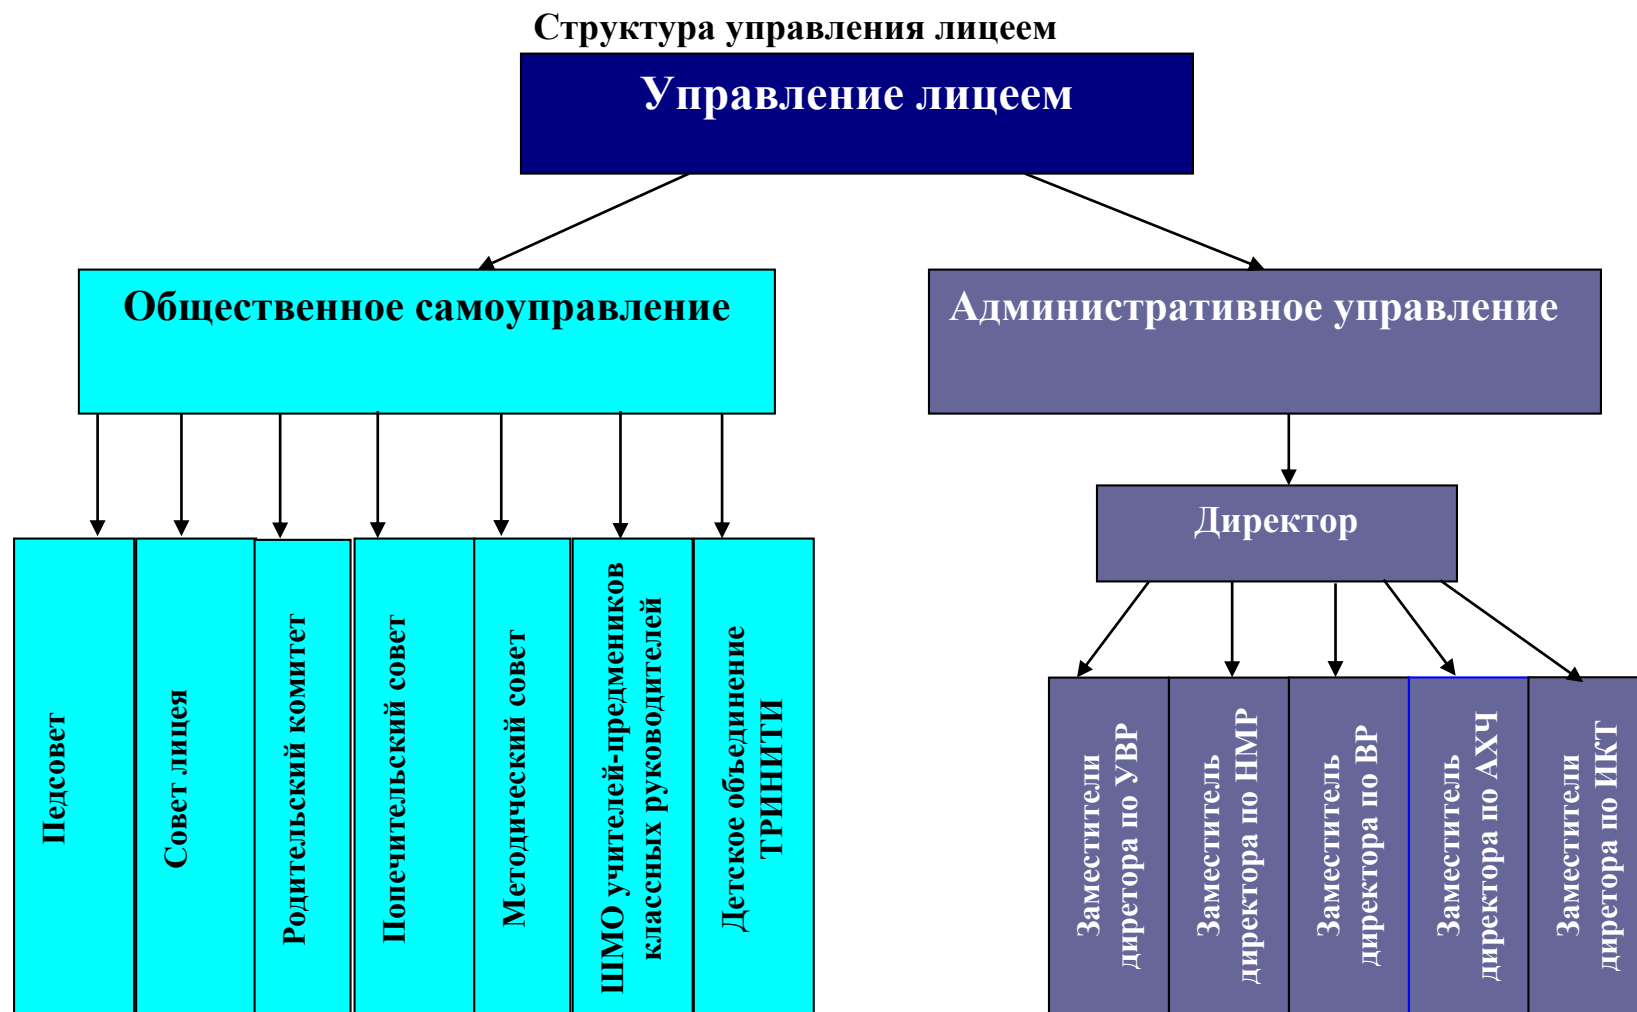 Структура управления лицеем
Управление лицеем
Общественное самоуправление
Административное управление
Директор
Педсовет
Совет лицея
Родительский комитет
Попечительский совет
Методический совет
ШМО учителей-предмеников
классных руководителей
Детское объединение
ТРИНИТИ
Заместители
диретора по УВР
Заместитель
директора по НМР
Заместитель
директора по ВР
Заместитель
директора по АХЧ
Заместители
диретора по ИКТ